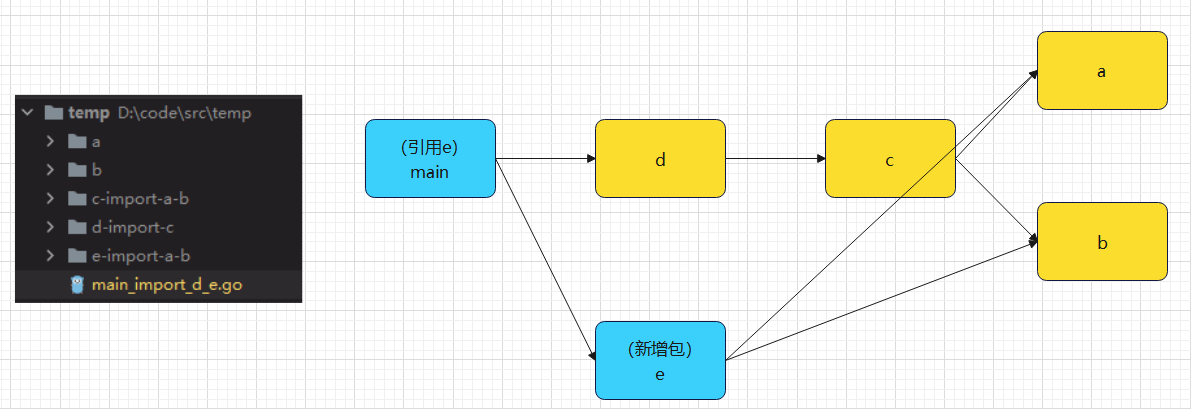 temp D:\code\src\temp
a
b
c-import-a-b
d-import-c
e-import-a-b
main_import_d_e.go
(引用e)
main
d
c
a
b
(新增包)
e